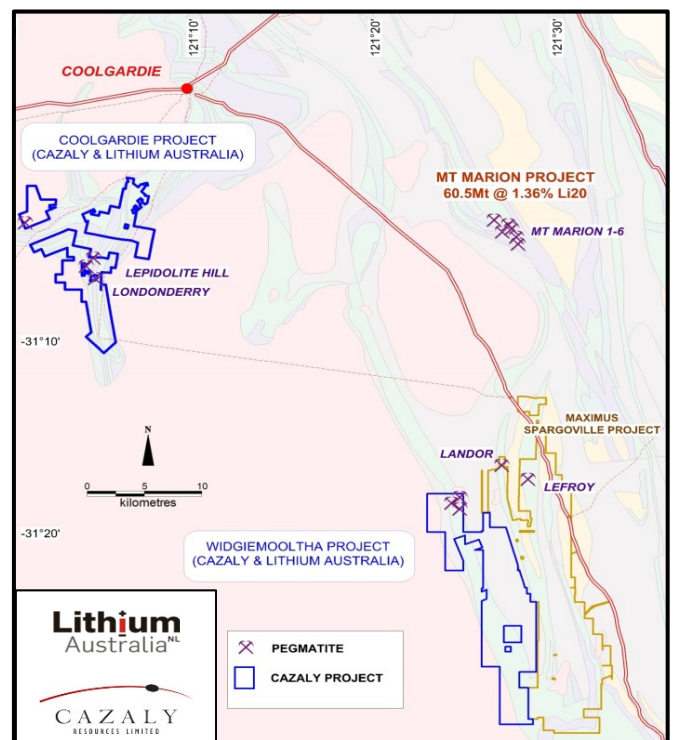 121°10'
121°20'
121°30'
COOLGARDIE
COOLGARDIE PROJECT
(CAZALY & LITHIUM AUSTRALIA)
MT MARION PROJECT
60.5Mt @ 1.36% Li20
MT MARION 1-6
LEPIDOLITE HILL
LONDONDERRY
-31°10'
MAXIMUS
SPARGOVILLE PROJECT
N
LANDOR
LEFROY
0 5 10
kilometres
-31°20'
WIDGIEMOOLTHA PROJECT
(CAZALY & LITHIUM AUSTRALIA)
Lithium
Australia NL
PEGMATITE
CAZALY PROJECT
CAZALY
RESOURCES LIMITED